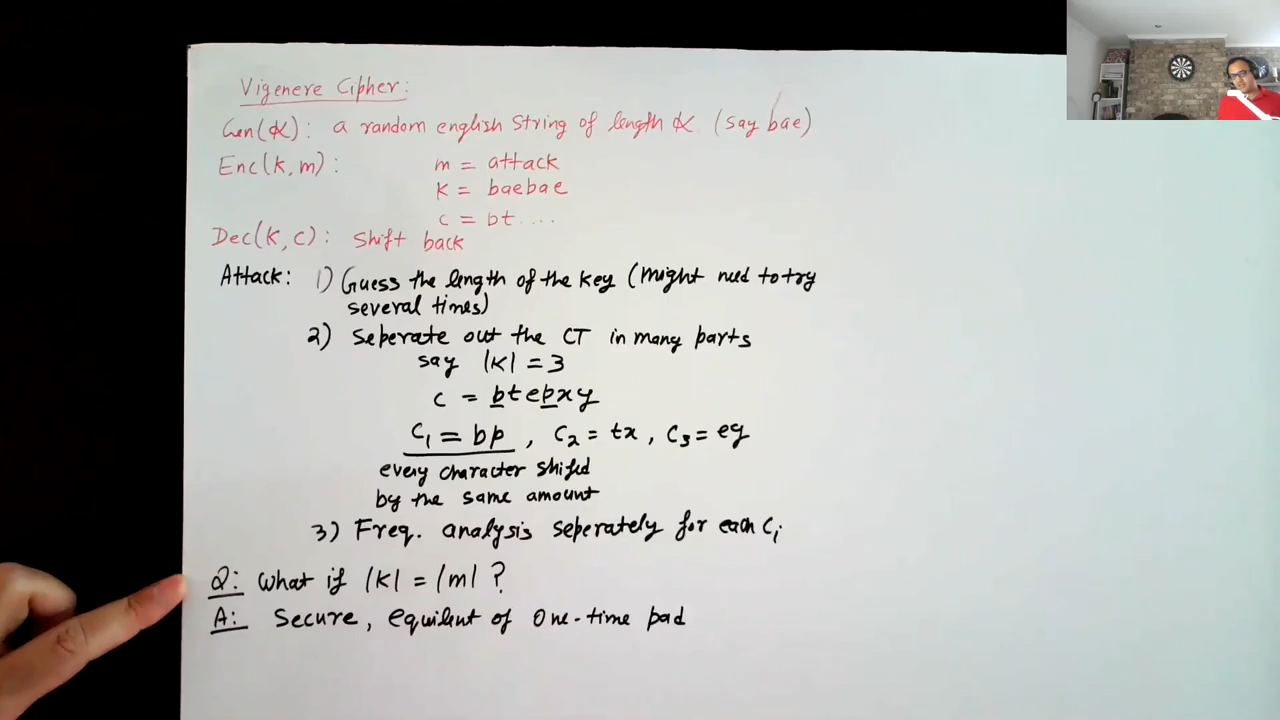 Vigenere Cipher:
Gen(α): a random english string of length α (say bae)
Enc(k,m):
m = attack
k = baebae
c = bt....
Dec(k,c): shift back
Attack: 1) Guess the length of the key (might need to try
several times)
2) Seperate out the CT in many parts
say |k| = 3
c = btepxy
C1 = bp, C2 = tx, C3 = ey
every character shifed
by the same amount
3) Freq. analysis seperately for each Ci
Q: What if |k| = |m| ?
A: Secure, equilent of One-time pad